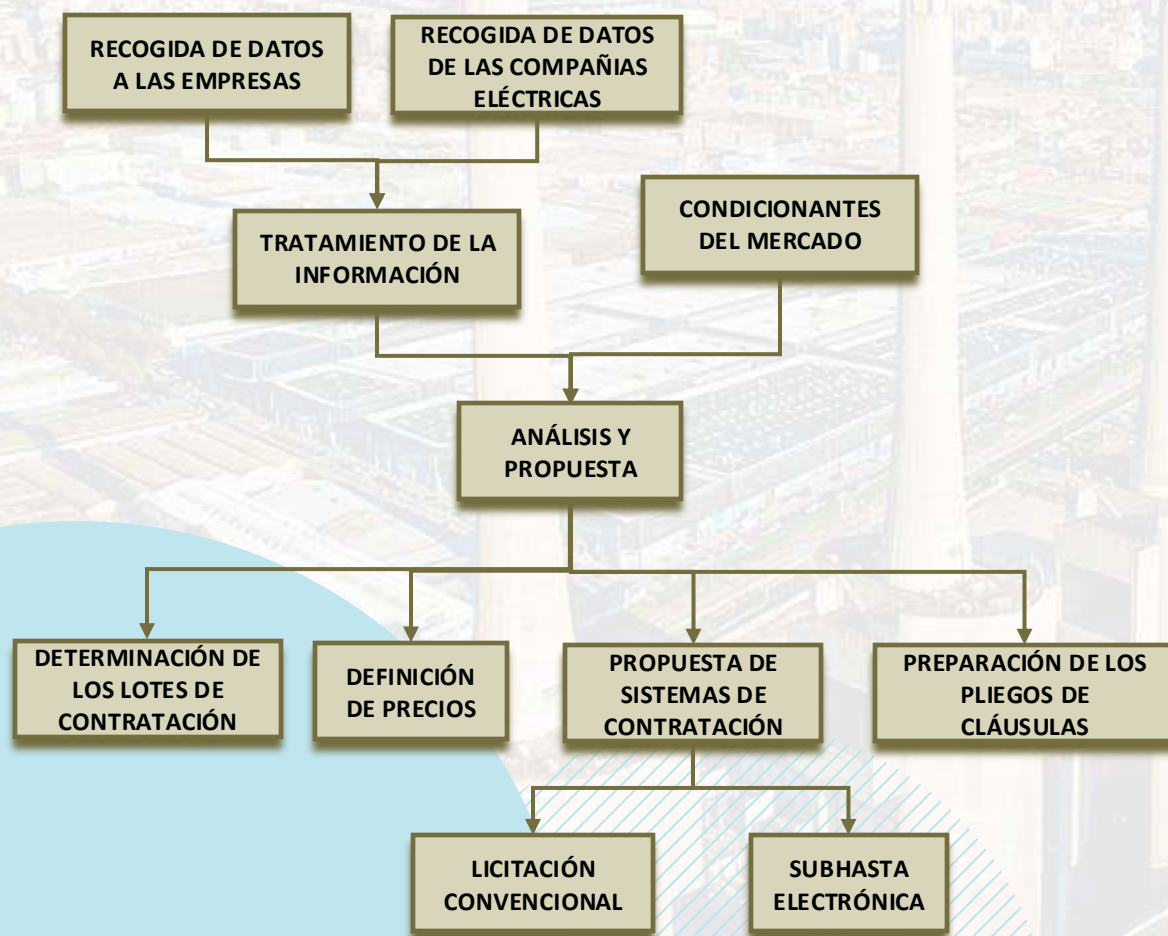 RECOGIDA DE DATOS
A LAS EMPRESAS
RECOGIDA DE DATOS
DE LAS COMPAÑIAS
ELÉCTRICAS
TRATAMIENTO DE LA
INFORMACIÓN
CONDICIONANTES
DEL MERCADO
ANÁLISIS Y
PROPUESTA
DETERMINACIÓN DE
LOS LOTES DE
CONTRATACIÓN
DEFINICIÓN
DE PRECIOS
PROPUESTA DE
SISTEMAS DE
CONTRATACIÓN
PREPARACIÓN DE LOS
PLIEGOS DE
CLÁUSULAS
LICITACIÓN
CONVENCIONAL
SUBHASTA
ELECTRÓNICA